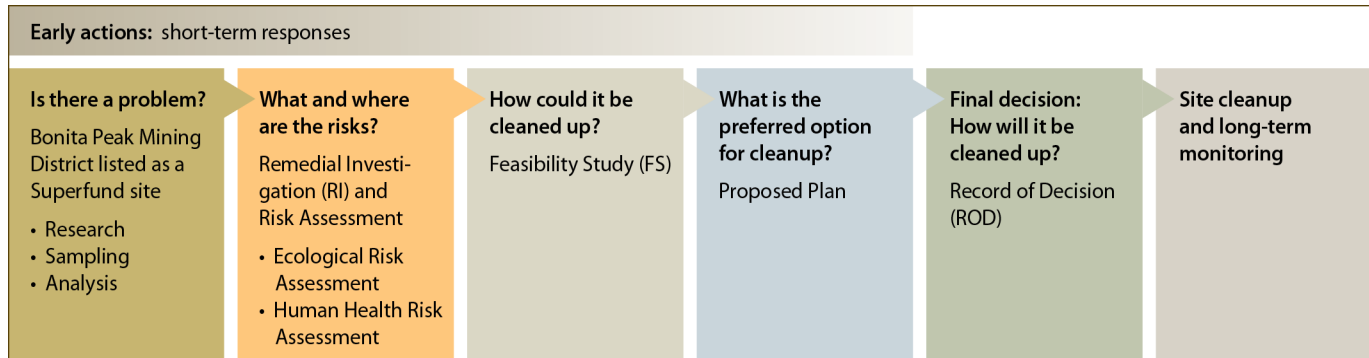 Early actions: short-term responses
Is there a problem?
Bonita Peak Mining
District listed as a
Superfund site
• Research
• Sampling
• Analysis
What and where
are the risks?
Remedial Investi-
gation (RI) and
Risk Assessment
• Ecological Risk
Assessment
• Human Health Risk
Assessment
How could it be
cleaned up?
Feasibility Study (FS)
What is the
preferred option
for cleanup?
Proposed Plan
Final decision:
How will it be
cleaned up?
Record of Decision
(ROD)
Site cleanup
and long-term
monitoring